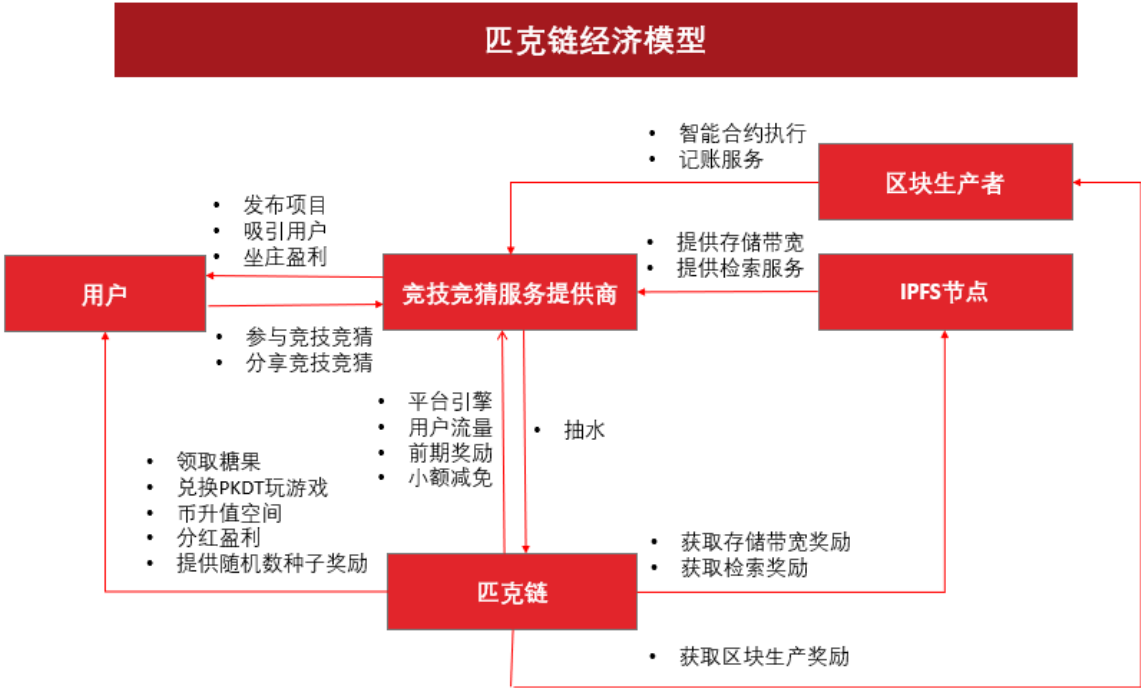 匹克链经济模型
• 智能合约执行
• 记账服务
区块生产者
• 发布项目
• 吸引用户
• 坐庄盈利
• 提供存储带宽
• 提供检索服务
用户
竞技竞猜服务提供商
IPFS节点
• 参与竞技竞猜
• 分享竞技竞猜
• 平台引擎
• 用户流量
• 前期奖励
• 小额减免
• 抽水
• 领取糖果
• 兑换PKDT玩游戏
• 币升值空间
• 分红盈利
• 提供随机数种子奖励
• 获取存储带宽奖励
• 获取检索奖励
匹克链
• 获取区块生产奖励